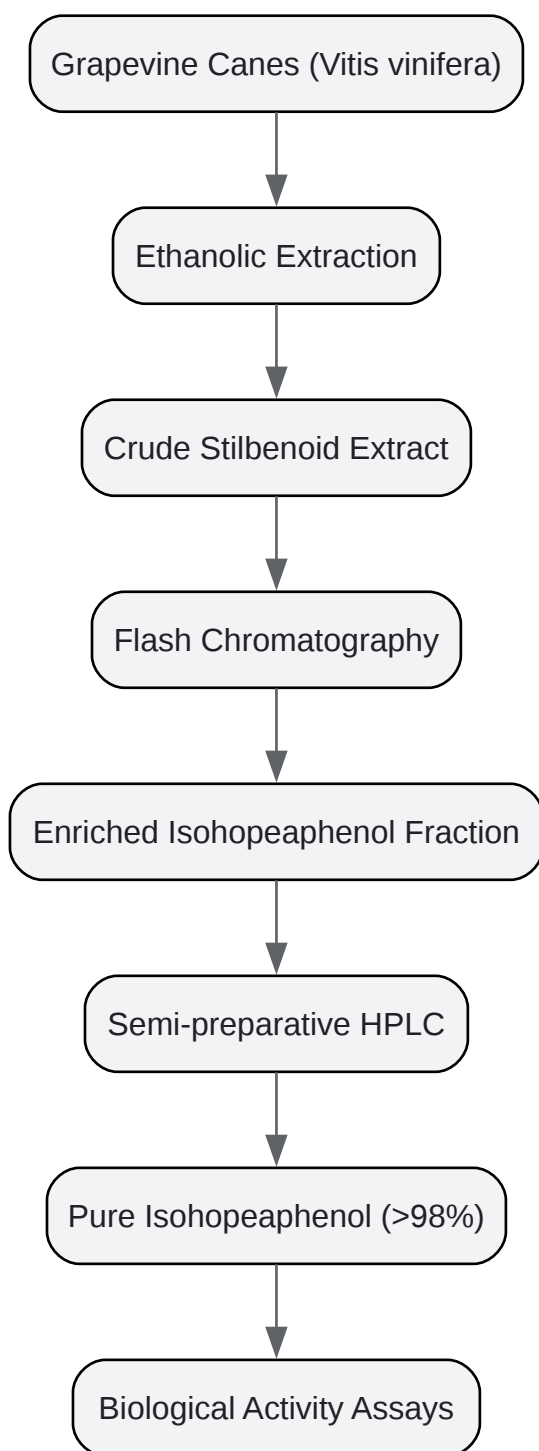 Grapevine Canes (Vitis vinifera)
Ethanolic Extraction
Crude Stilbenoid Extract
Flash Chromatography
Enriched Isohopeaphenol Fraction
Semi-preparative HPLC
Pure Isohopeaphenol (>98%)
Biological Activity Assays